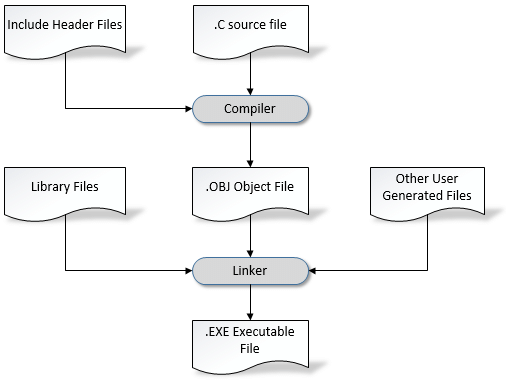 Include Header Files
.C source file
Compiler
Library Files
.OBJ Object File
Other User
Generated Files
Linker
.EXE Executable
File